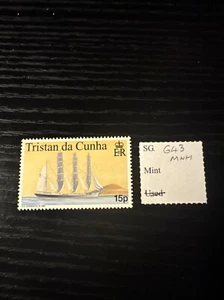 Tristan da Cunha
ER
15p
SG. 643
MNH
Mint
Used